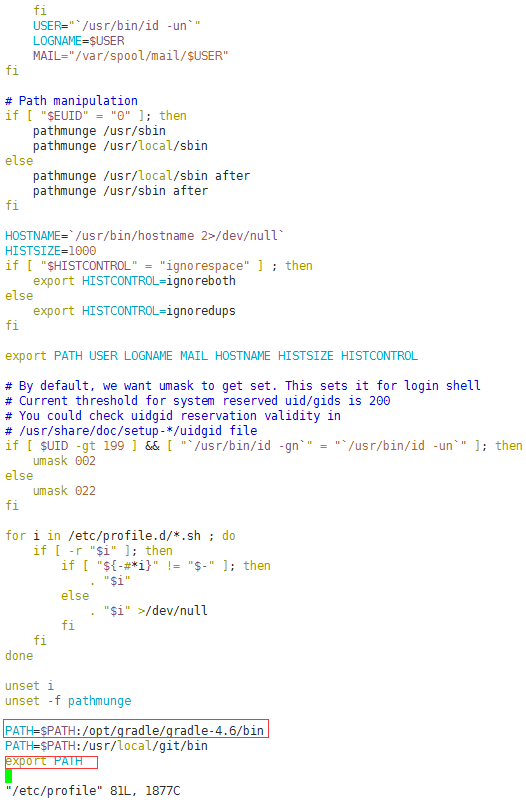 fi
    USER="`/usr/bin/id -un`"
    LOGNAME=$USER
    MAIL="/var/spool/mail/$USER"
fi

# Path manipulation
if [ "$EUID" = "0" ]; then
    pathmunge /usr/sbin
    pathmunge /usr/local/sbin
else
    pathmunge /usr/local/sbin after
    pathmunge /usr/sbin after
fi

HOSTNAME=`/usr/bin/hostname 2>/dev/null`
HISTSIZE=1000
if [ "$HISTCONTROL" = "ignorespace" ] ; then
    export HISTCONTROL=ignoreboth
else
    export HISTCONTROL=ignoredups
fi

export PATH USER LOGNAME MAIL HOSTNAME HISTSIZE HISTCONTROL

# By default, we want umask to get set. This sets it for login shell
# Current threshold for system reserved uid/gids is 200
# You could check uidgid reservation validity in
# /usr/share/doc/setup-*/uidgid file
if [ $UID -gt 199 ] && [ "`/usr/bin/id -gn`" = "`/usr/bin/id -un`" ]; then
    umask 002
else
    umask 022
fi

for i in /etc/profile.d/*.sh ; do
    if [ -r "$i" ]; then
        if [ "${-#*i}" != "$-" ]; then
            . "$i"
        else
            . "$i" >/dev/null
        fi
    fi
done

unset i
unset -f pathmunge

PATH=$PATH:/opt/gradle/gradle-4.6/bin
PATH=$PATH:/usr/local/git/bin
export PATH

"/etc/profile" 81L, 1877C